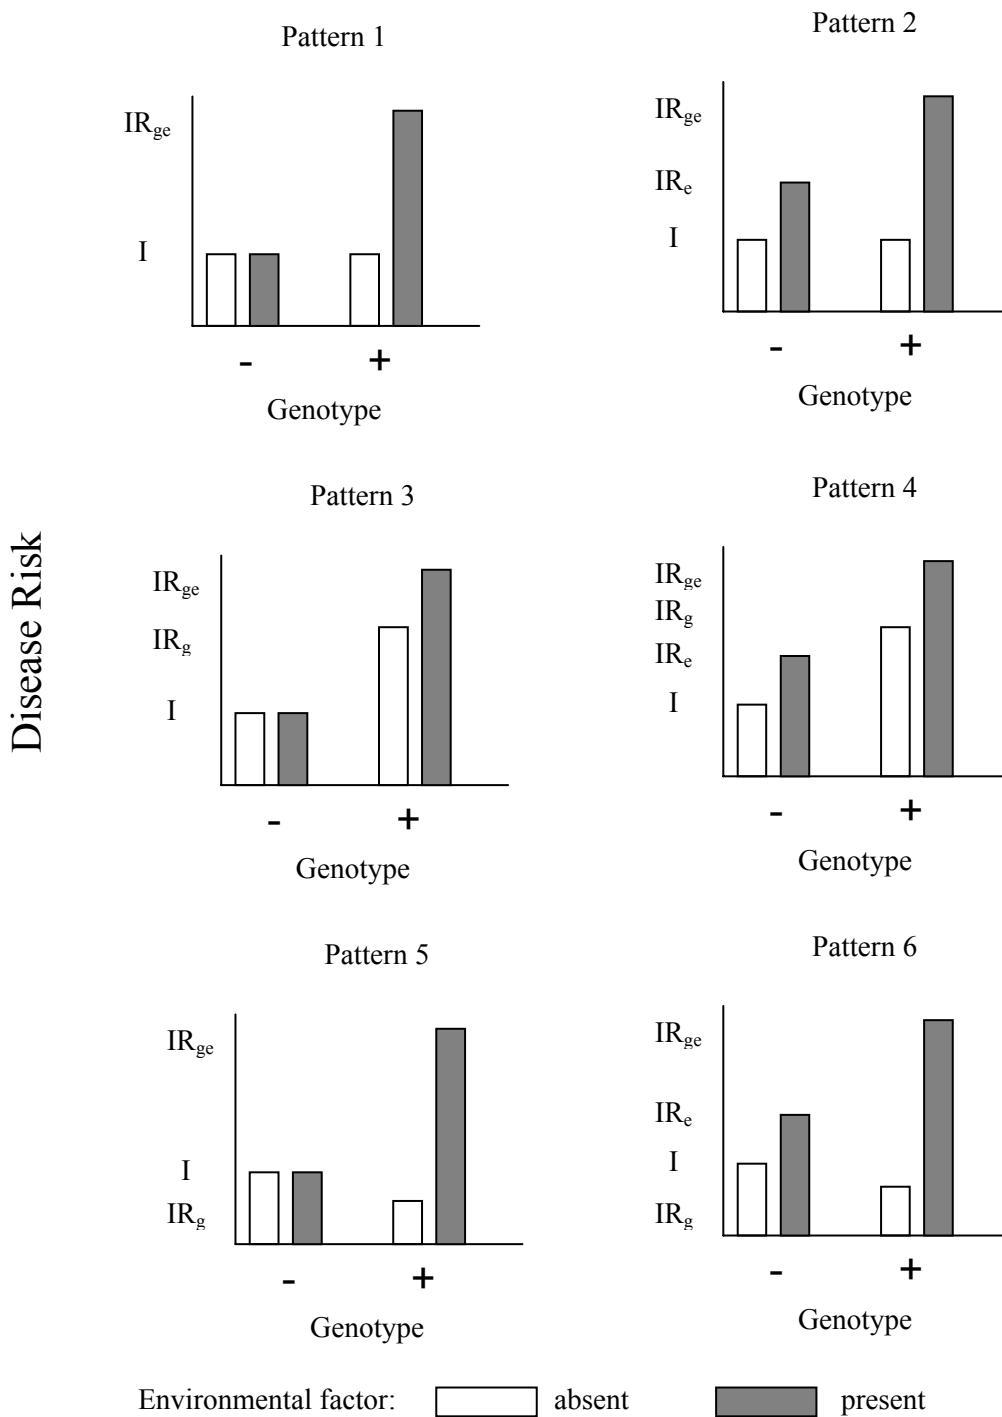 Pattern 1
IRge
I
- +
Genotype
Pattern 2
IRge
IRe
I
- +
Genotype
Disease Risk
Pattern 3
IRge
IRg
I
- +
Genotype
Pattern 4
IRge
IRg
IRe
I
- +
Genotype
Pattern 5
IRge
I
IRg
- +
Genotype
Pattern 6
IRge
IRe
I
IRg
- +
Genotype
Environmental factor: absent present